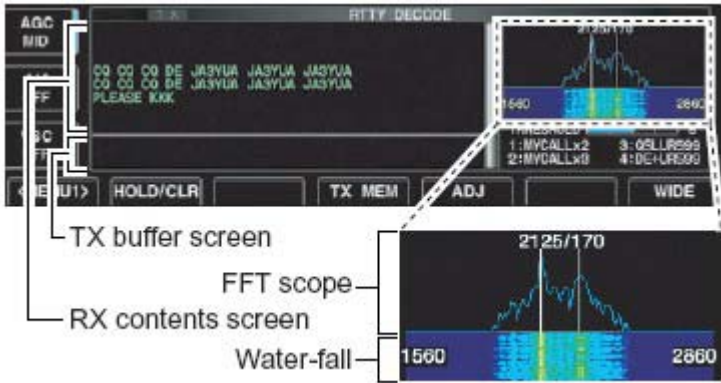 AGC
MID
RTTY DECODE
2125/170
CQ CQ CQ DE JA3YUA JA3YUA JA3YUA
CQ CQ CQ DE JA3YUA JA3YUA JA3YUA
PLEASE KKK
1560 2860
THRESHOLD
1:MYCALLx2 3:QSLUR599
2:MYCALLx3 4:DE+UR599
<MENU1> HOLD/CLR TX MEM ADJ WIDE
TX buffer screen
2125/170
FFT scope
RX contents screen
Water-fall
1560 2860